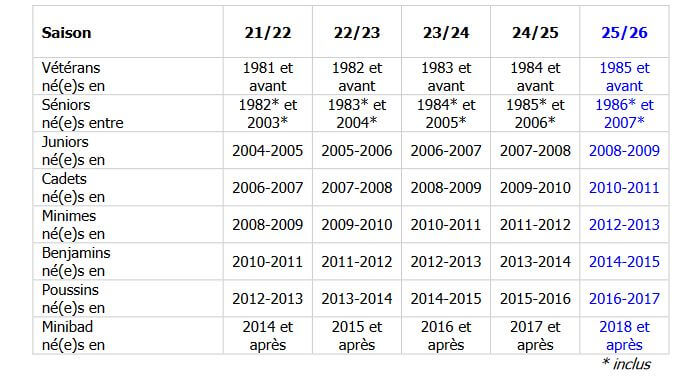 Saison 21/22 22/23 23/24 24/25 25/26
Vétérans 1981 et 1982 et 1983 et 1984 et 1985 et
né(e)s en avant avant avant avant avant
Séniors 1982* et 1983* et 1984* et 1985* et 1986* et
né(e)s entre 2003* 2004* 2005* 2006* 2007*
Juniors
né(e)s en 2004-2005 2005-2006 2006-2007 2007-2008 2008-2009
Cadets
né(e)s en 2006-2007 2007-2008 2008-2009 2009-2010 2010-2011
Minimes
né(e)s en 2008-2009 2009-2010 2010-2011 2011-2012 2012-2013
Benjamins
né(e)s en 2010-2011 2011-2012 2012-2013 2013-2014 2014-2015
Poussins
né(e)s en 2012-2013 2013-2014 2014-2015 2015-2016 2016-2017
Minibad 2014 et 2015 et 2016 et 2017 et 2018 et
né(e)s en après après après après après
* inclus